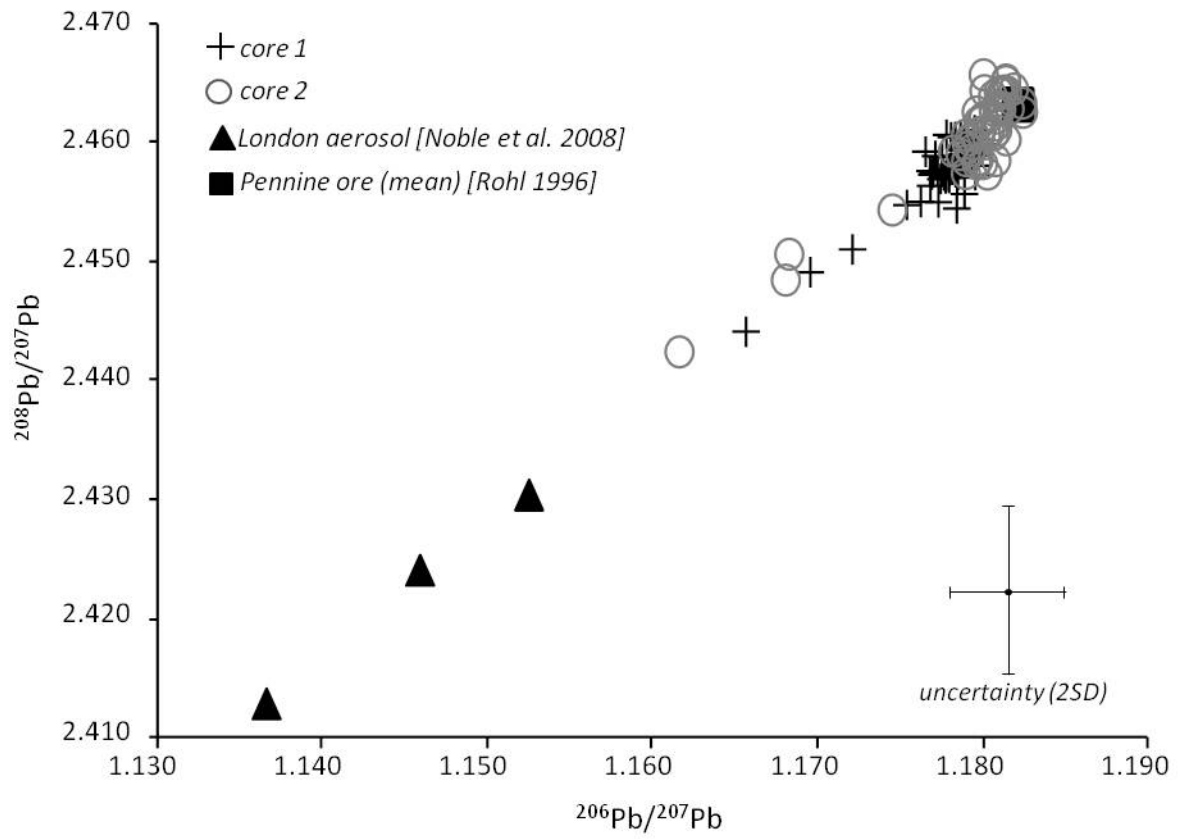 2.470
core 1
core 2
London aerosol [Noble et al. 2008]
Pennine ore (mean) [Rohl 1996]
2.460
2.450
2.440
2.430
2.420
2.410
208Pb/207Pb
uncertainty (2SD)
1.130 1.140 1.150 1.160 1.170 1.180 1.190
206Pb/207Pb